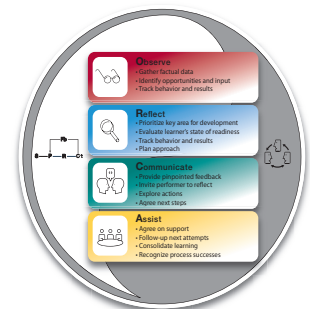 Observe
• Gather factual data
• Identify opportunities and input
• Track behavior and results
Reflect
• Prioritize key area for development
• Evaluate learner's state of readiness
• Track behavior and results
• Plan approach
Fb
S P R C1
Communicate
• Provide pinpointed feedback
• Invite performer to reflect
• Explore actions
• Agree next steps
Assist
• Agree on support
• Follow-up next attempts
• Consolidate learning
• Recognize process successes